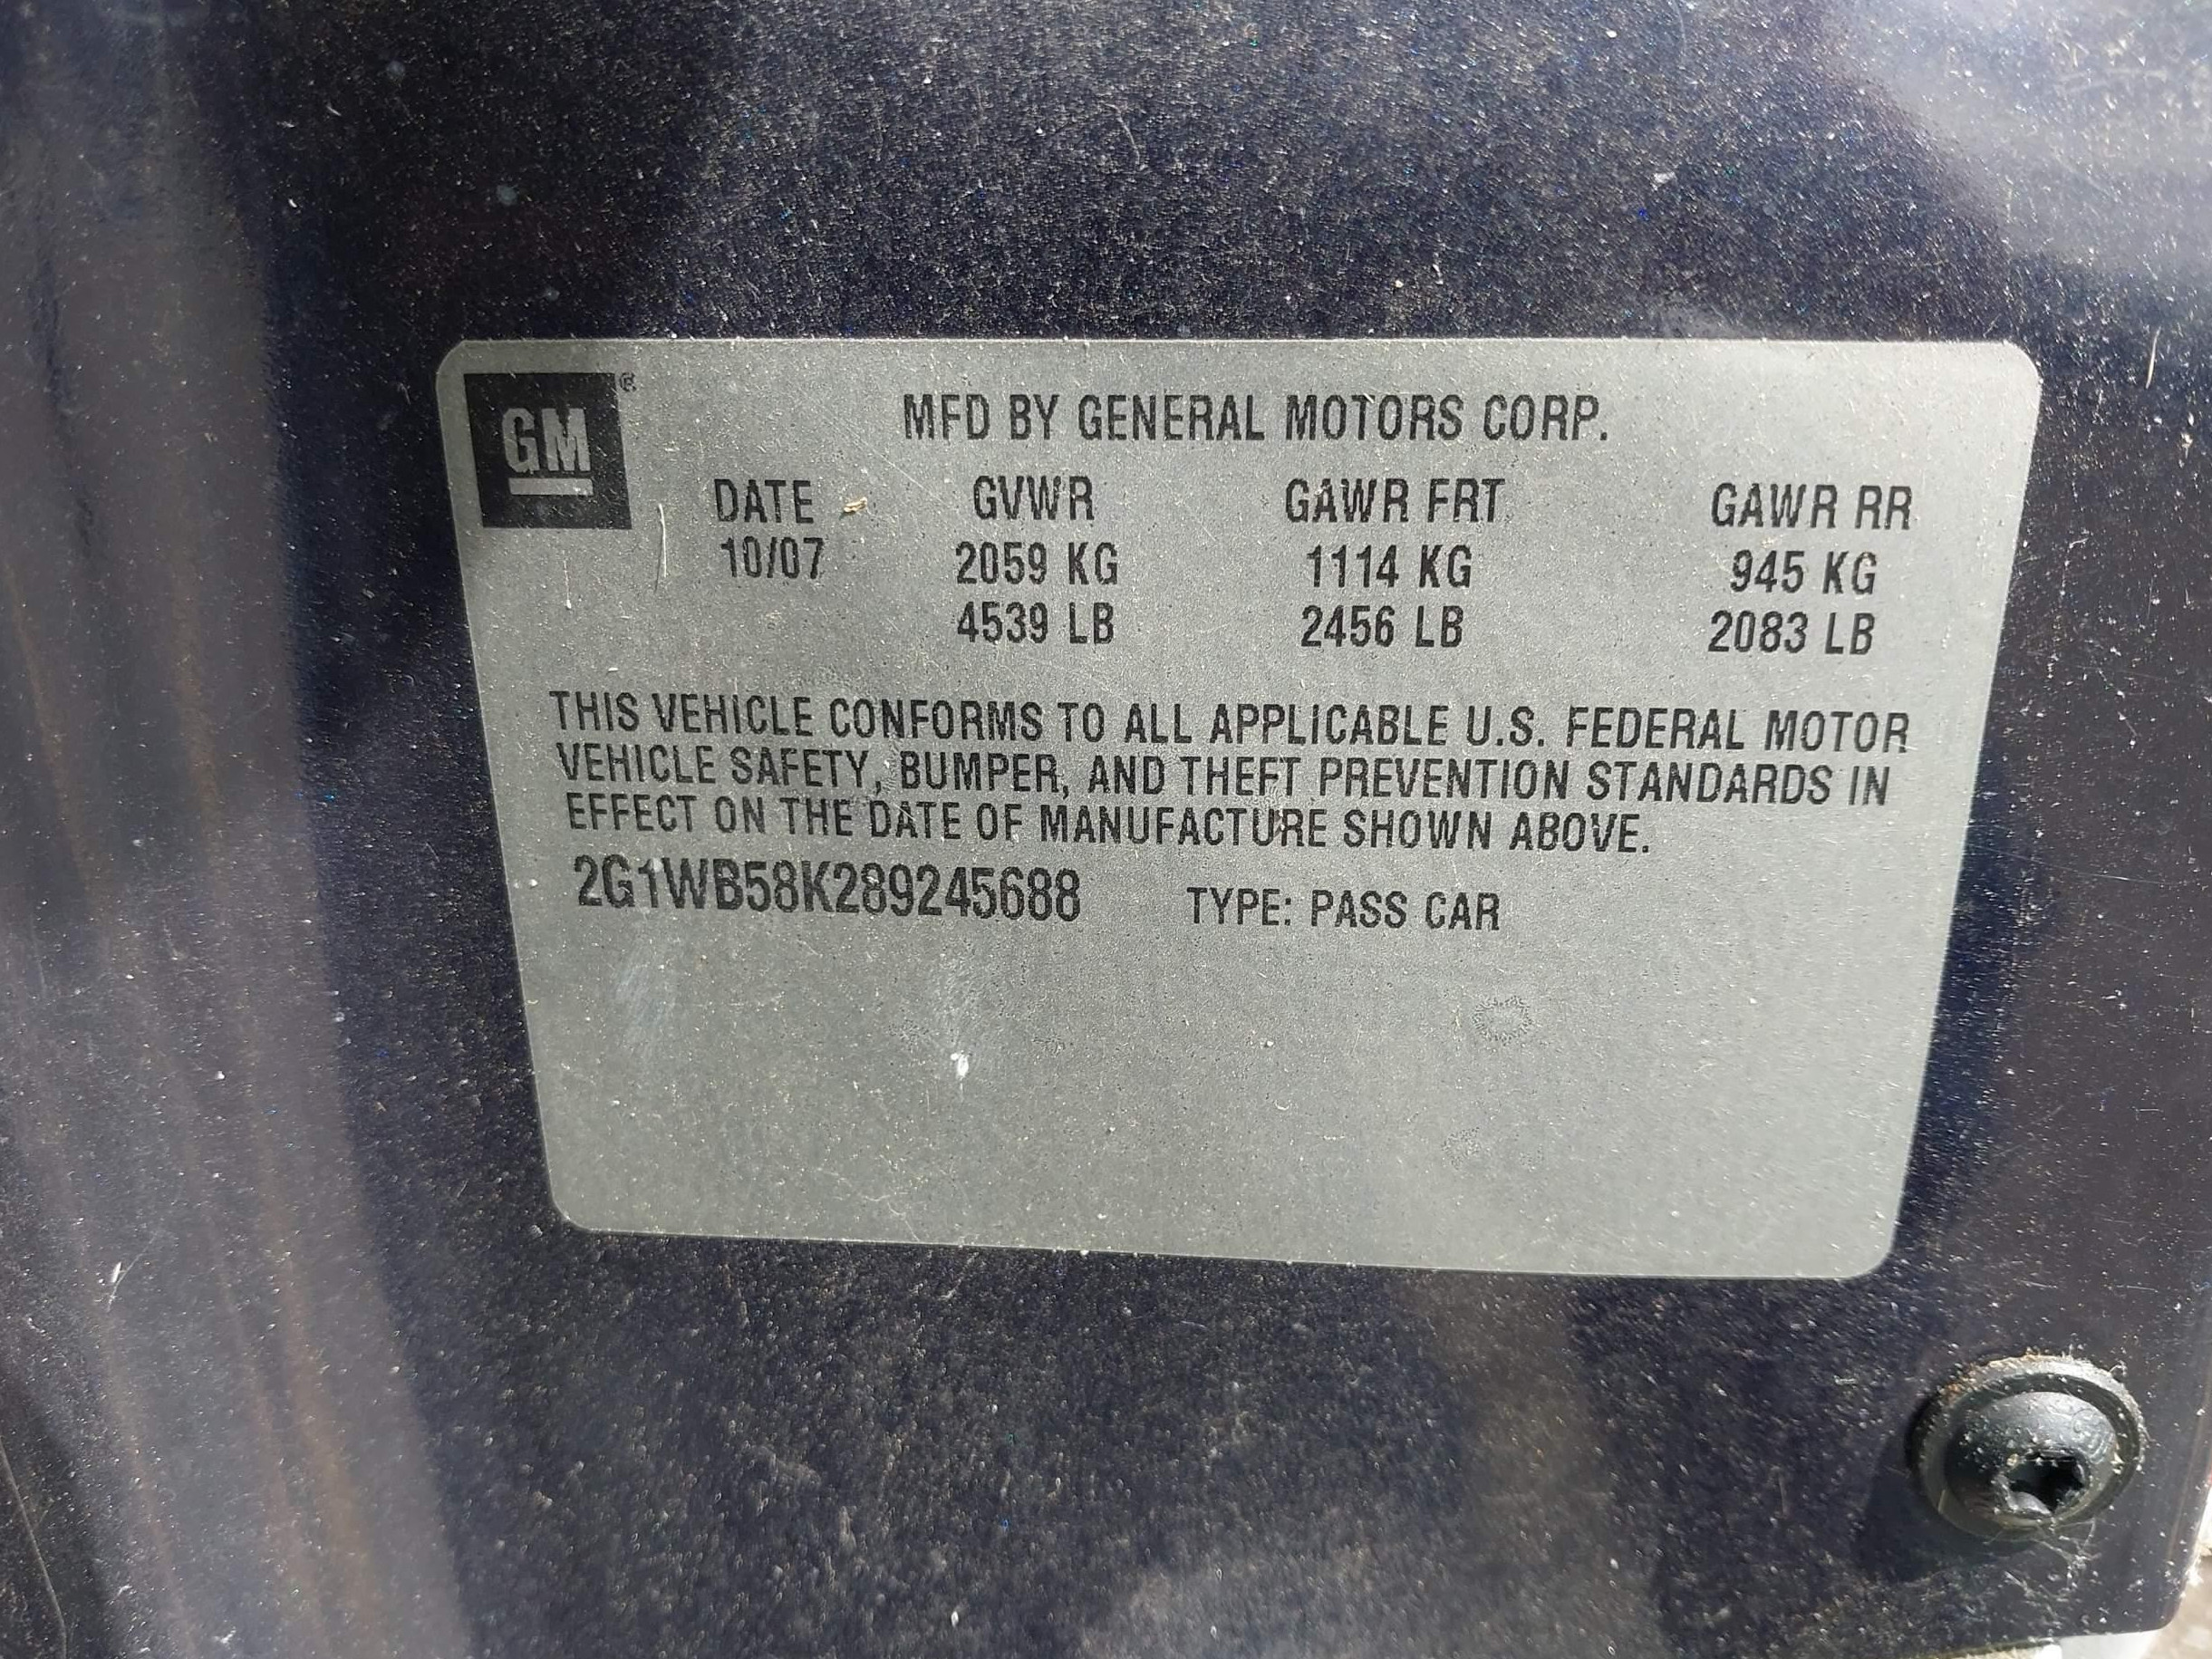 GM
MFD BY GENERAL MOTORS CORP.
DATE GVWR GAWR FRT GAWR RR
10/07 2059 KG 1114 KG 945 KG
4539 LB 2456 LB 2083 LB
THIS VEHICLE CONFORMS TO ALL APPLICABLE U.S. FEDERAL MOTOR
VEHICLE SAFETY, BUMPER, AND THEFT PREVENTION STANDARDS IN
EFFECT ON THE DATE OF MANUFACTURE SHOWN ABOVE.
2G1WB58K289245688 TYPE: PASS CAR